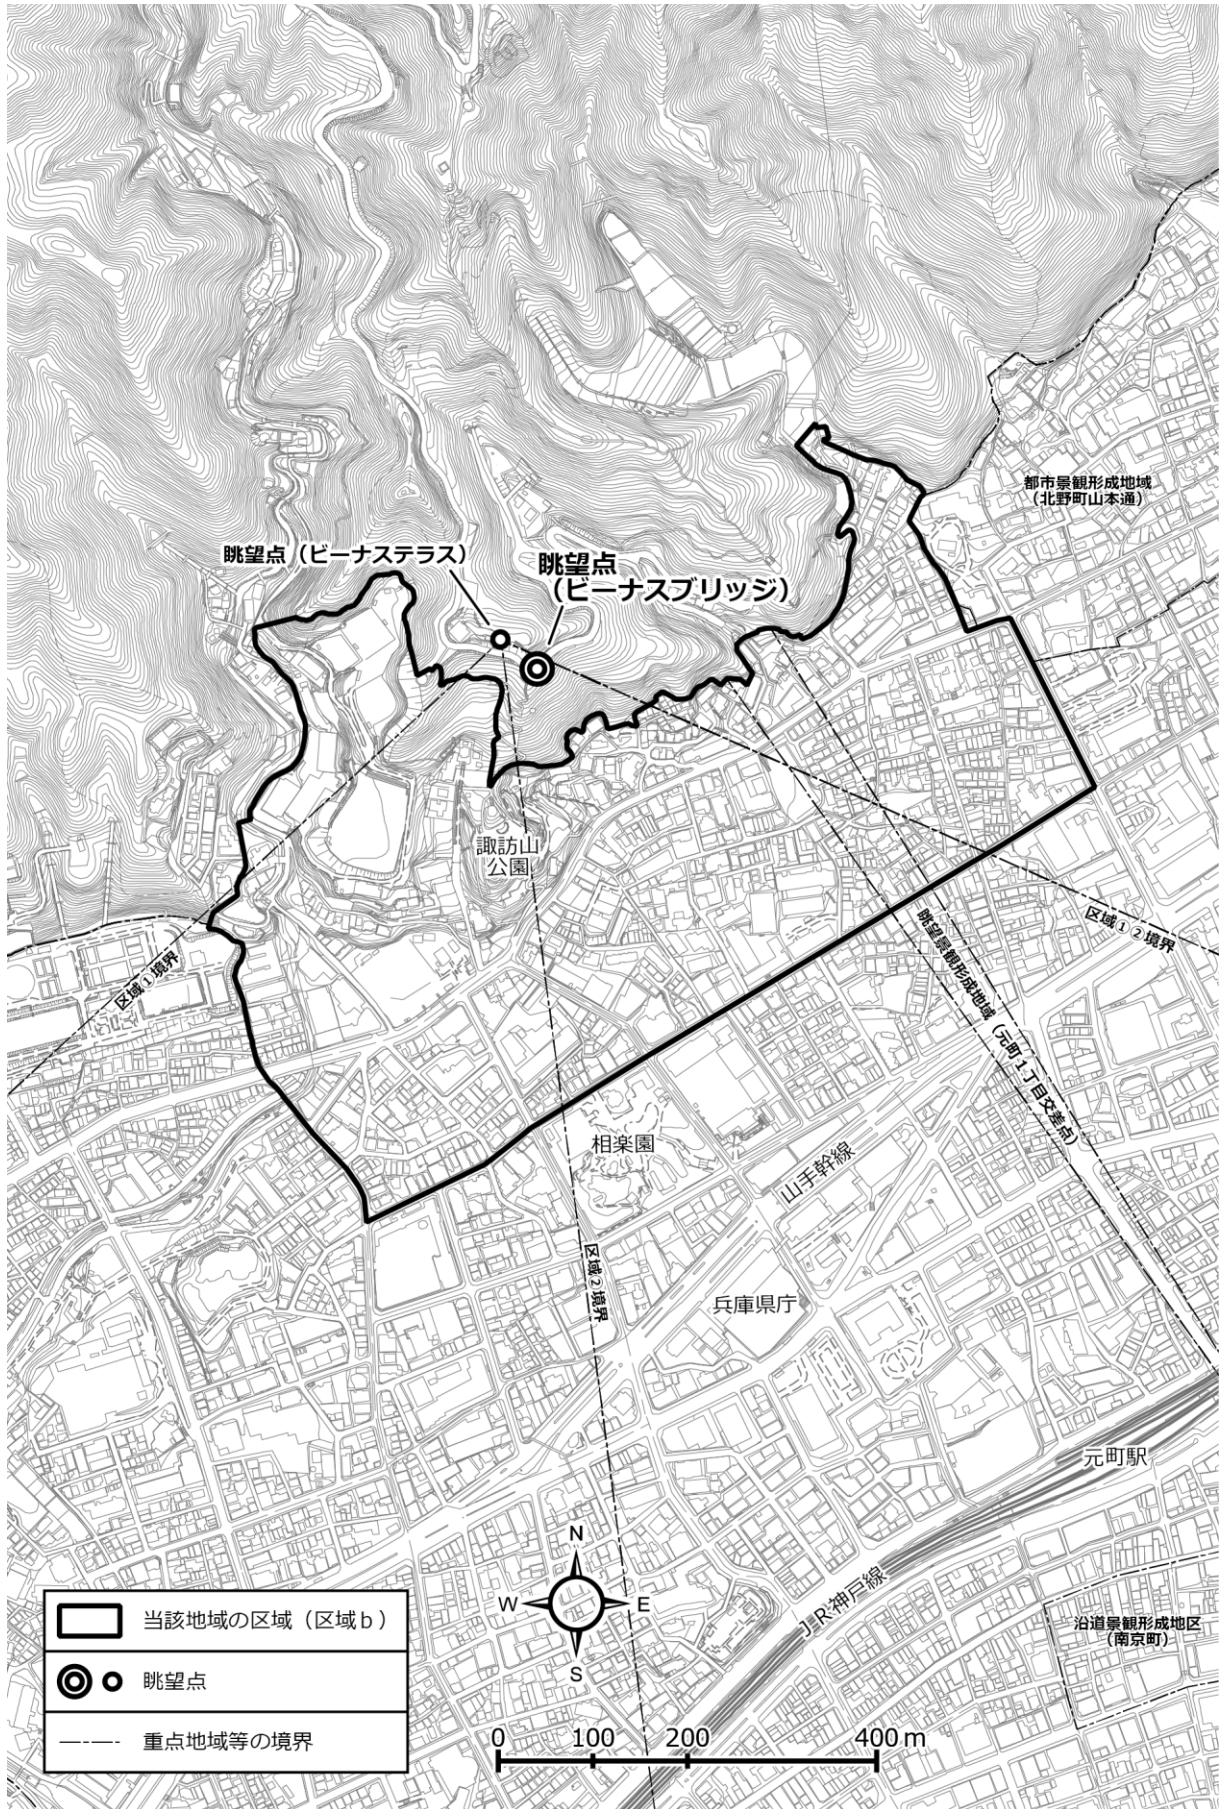 都市景観形成地域
（北野町山本通）
眺望点（ビーナステラス）
眺望点
（ビーナスブリッジ）
諏訪山
公園
区域①境界
区域１２境界
眺望景観形成地域（元町１丁目交差点）
相楽園
山手幹線
区域②境界
兵庫県庁
元町駅
ＪＲ神戸線
沿道景観形成地区
（南京町）
N
W
E
S
当該地域の区域（区域ｂ）
眺望点
重点地域等の境界
0
100
200
400 m